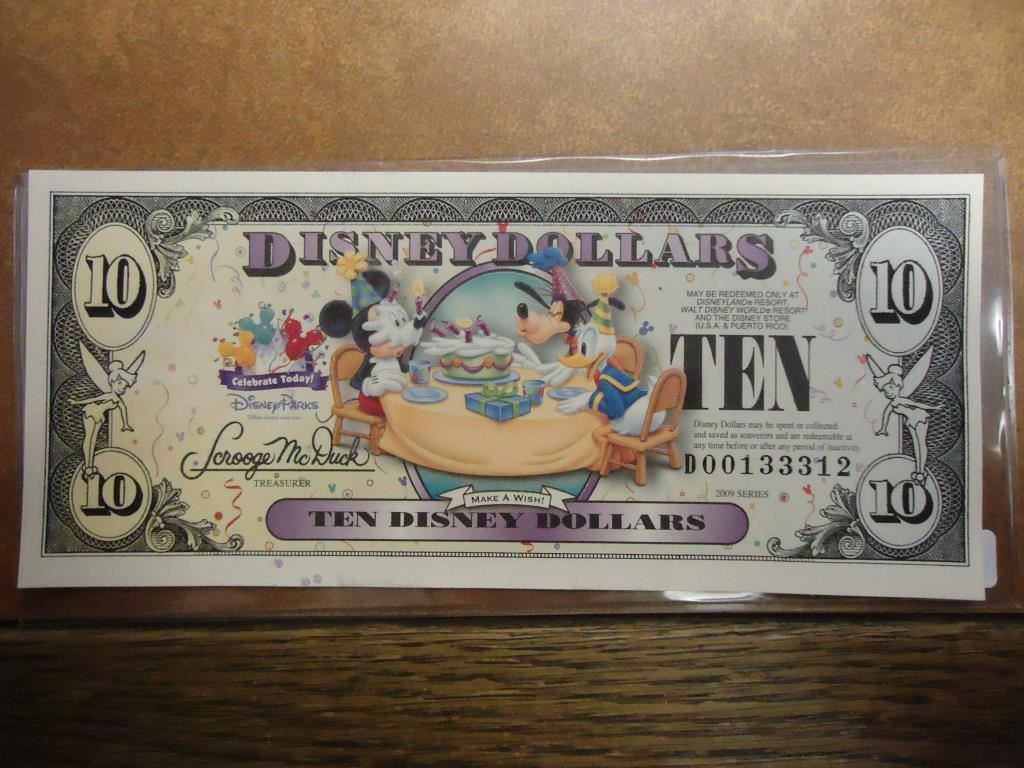 DISNEY DOLLARS
10
10
MAY BE REDEEMED ONLY AT
DISNEYLAND® RESORT,
WALT DISNEY WORLD® RESORT
AND THE DISNEY STORE
(U.S.A. & PUERTO RICO).
TEN
Celebrate Today!
DISNEY PARKS
Disney Dollars may be spent or collected
and saved as souvenirs and are redeemable at
any time before or after any period of inactivity.
Scrooge McDuck
TREASURER
D00133312
2009 SERIES
10
10
MAKE A WISH!
TEN DISNEY DOLLARS